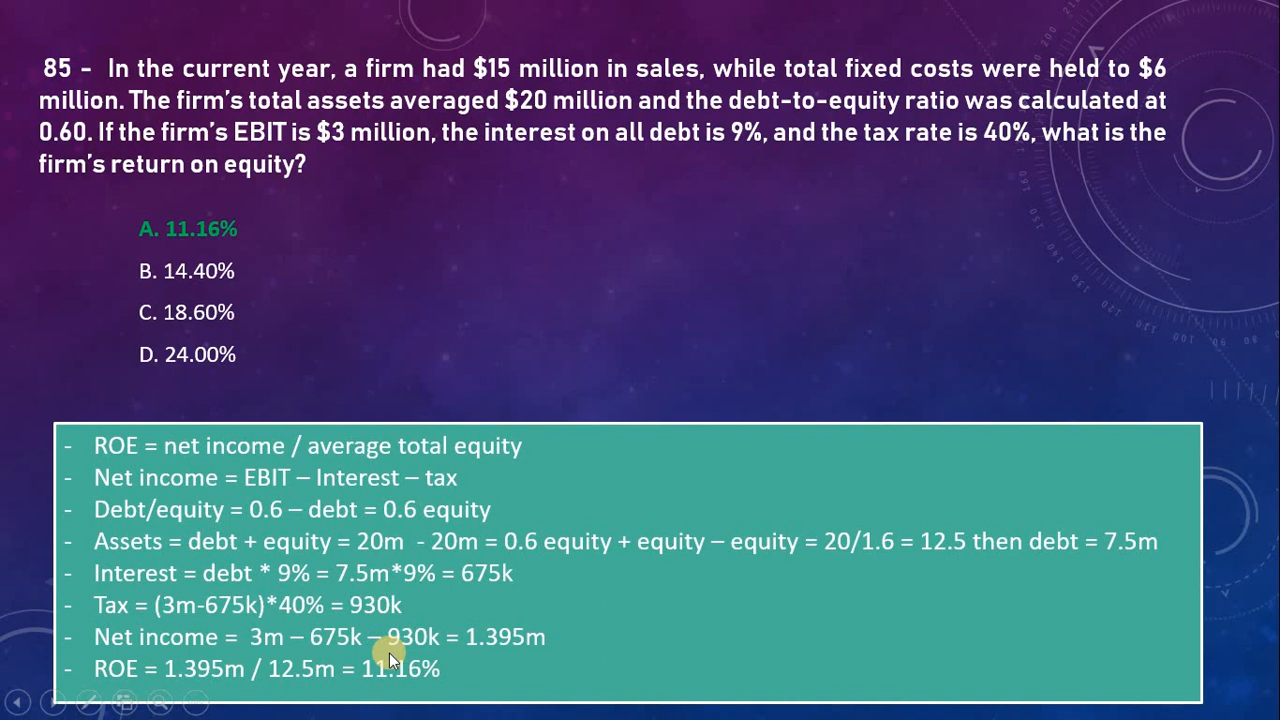 85 - In the current year, a firm had $15 million in sales, while total fixed costs were held to $6
million. The firm's total assets averaged $20 million and the debt-to-equity ratio was calculated at
0.60. If the firm's EBIT is $3 million, the interest on all debt is 9%, and the tax rate is 40%, what is the
firm's return on equity?
A. 11.16%
B. 14.40%
C. 18.60%
D. 24.00%
- ROE = net income / average total equity
- Net income = EBIT – Interest – tax
- Debt/equity = 0.6 – debt = 0.6 equity
- Assets = debt + equity = 20m - 20m = 0.6 equity + equity – equity = 20/1.6 = 12.5 then debt = 7.5m
- Interest = debt * 9% = 7.5m*9% = 675k
- Tax = (3m-675k)*40% = 930k
- Net income = 3m – 675k – 930k = 1.395m
- ROE = 1.395m / 12.5m = 11.16%